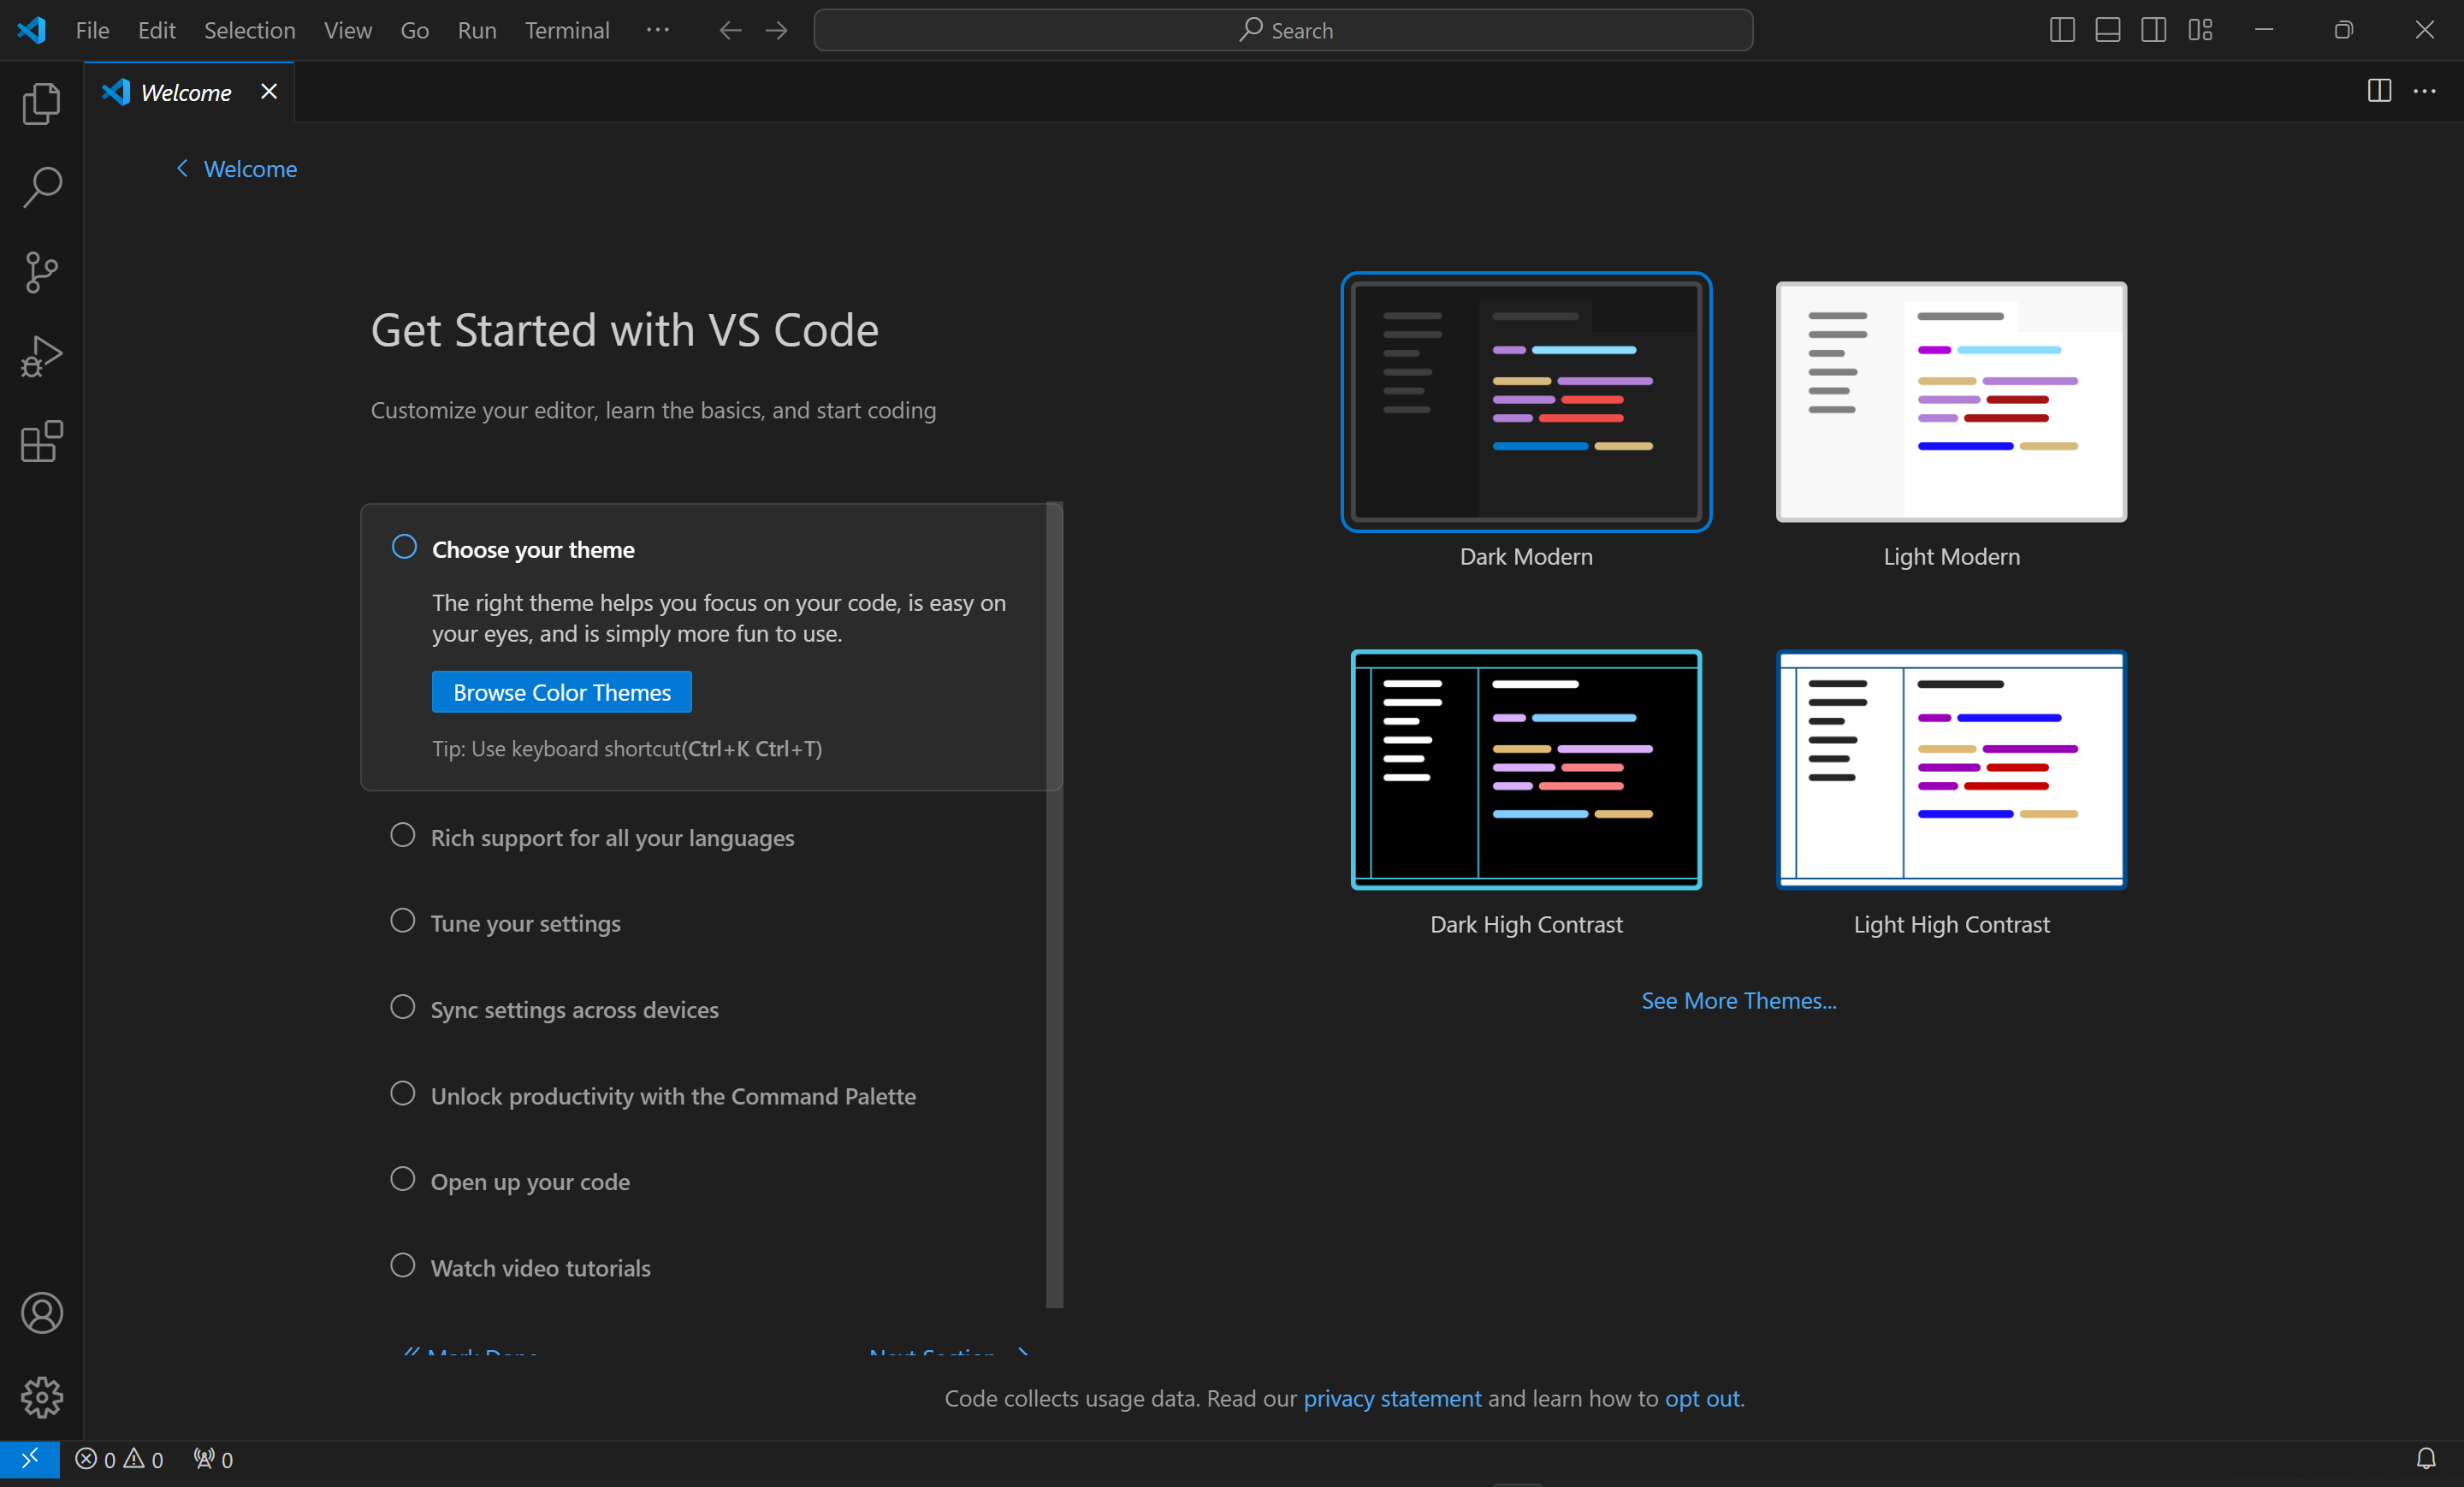 File Edit Selection View Go Run Terminal ··· Search
Welcome
Welcome
Get Started with VS Code
Customize your editor, learn the basics, and start coding
Choose your theme
The right theme helps you focus on your code, is easy on
your eyes, and is simply more fun to use.
Browse Color Themes
Tip: Use keyboard shortcut(Ctrl+K Ctrl+T)
Rich support for all your languages
Tune your settings
Sync settings across devices
Unlock productivity with the Command Palette
Open up your code
Watch video tutorials
Mark Done Next Section
Dark Modern Light Modern
Dark High Contrast Light High Contrast
See More Themes...
Code collects usage data. Read our privacy statement and learn how to opt out.
0 0 0